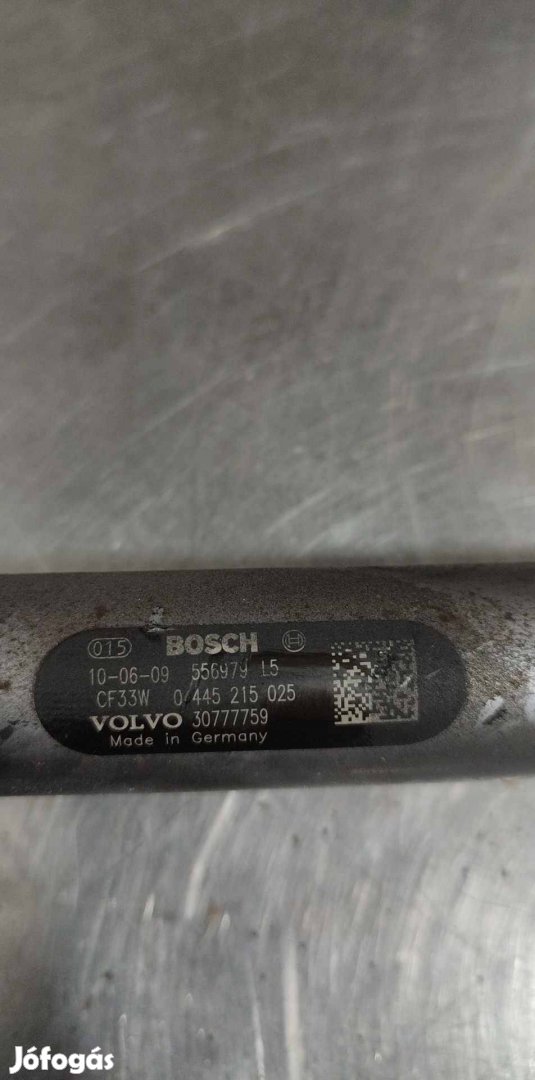 015 BOSCH
10-06-09 556979 L5
CF33W 0 445 215 025
VOLVO 30777759
Made in Germany
Jófogás